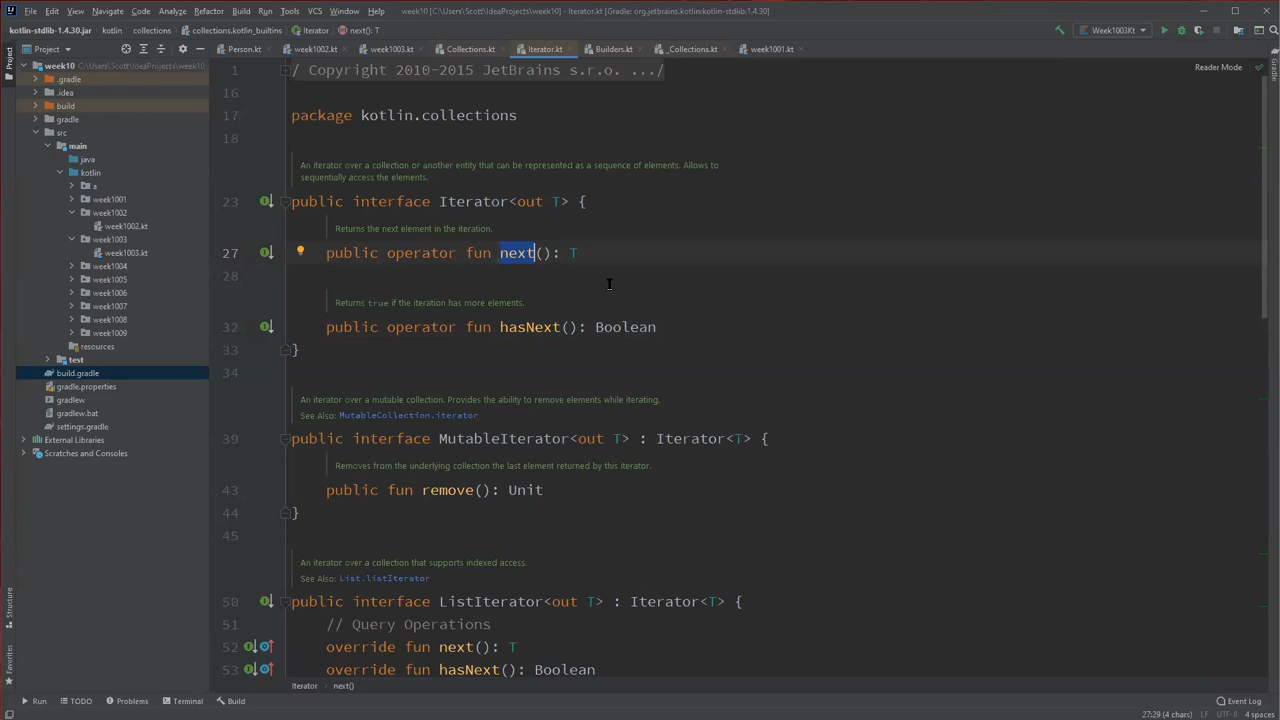 File Edit View Navigate Code Analyze Refactor Build Run Tools VCS Window Help week10 [C:\Users\Scott\IdeaProjects\week10] - Iterator.kt [Gradle: org.jetbrains:kotlin-stdlib:1.4.30]
kotlin-stdlib-1.4.30.jar kotlin collections collections.kotlin_builtins Iterator next(): T Week1003Kt
Project Person.kt week1002.kt week1003.kt Collections.kt Iterator.kt Builders.kt _Collections.kt week1001.kt
Project
Structure
Favorites
Gradle
week10 C:\Users\Scott\IdeaProjects\week10
.gradle
.idea
build
gradle
src
main
java
kotlin
a
week1001
week1002
week1002.kt
week1003
week1003.kt
week1004
week1005
week1006
week1007
week1008
week1009
resources
test
build.gradle
gradle.properties
gradlew
gradlew.bat
settings.gradle
External Libraries
Scratches and Consoles
Reader Mode
1 / Copyright 2010-2015 JetBrains s.r.o. .../
16
17 package kotlin.collections
18
An iterator over a collection or another entity that can be represented as a sequence of elements. Allows to
sequentially access the elements.
23 public interface Iterator<out T> {
Returns the next element in the iteration.
27 public operator fun next(): T
28
Returns true if the iteration has more elements.
32 public operator fun hasNext(): Boolean
33 }
34
An iterator over a mutable collection. Provides the ability to remove elements while iterating.
See Also: MutableCollection.iterator
39 public interface MutableIterator<out T> : Iterator<T> {
Removes from the underlying collection the last element returned by this iterator.
43 public fun remove(): Unit
44 }
45
An iterator over a collection that supports indexed access.
See Also: List.listIterator
50 public interface ListIterator<out T> : Iterator<T> {
51 // Query Operations
52 override fun next(): T
53 override fun hasNext(): Boolean
Iterator next()
Run TODO Problems Terminal Build Event Log
27:29 (4 chars) LF UTF-8 4 spaces